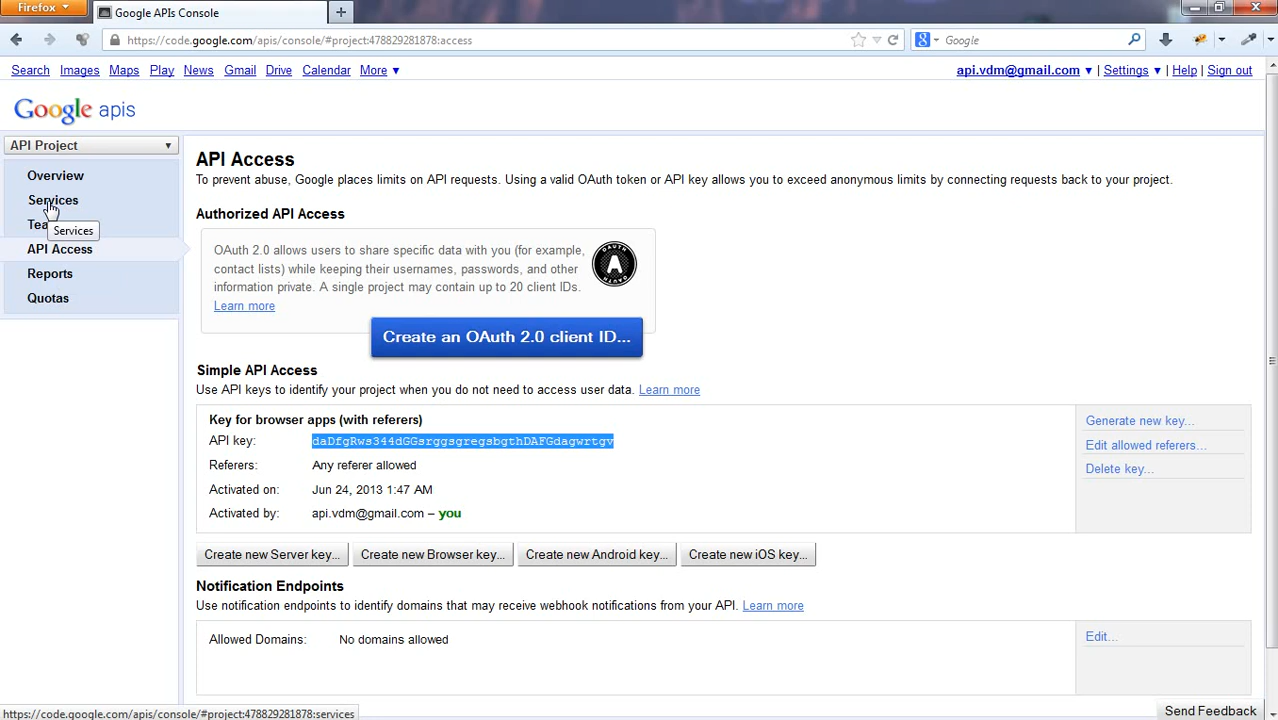 Firefox
Google APIs Console
https://code.google.com/apis/console/#project:478829281878:access
Google
Search Images Maps Play News Gmail Drive Calendar More
api.vdm@gmail.com | Settings | Help | Sign out
Google apis
API Project
Overview
Services
Tea
Services
API Access
Reports
Quotas
API Access
To prevent abuse, Google places limits on API requests. Using a valid OAuth token or API key allows you to exceed anonymous limits by connecting requests back to your project.
Authorized API Access
OAuth 2.0 allows users to share specific data with you (for example,
contact lists) while keeping their usernames, passwords, and other
information private. A single project may contain up to 20 client IDs.
Learn more
OAUTH
A
OAUTH
Create an OAuth 2.0 client ID...
Simple API Access
Use API keys to identify your project when you do not need to access user data. Learn more
Key for browser apps (with referers)
API key: daDfgRws344dGGsrggsgregsbgthDAFGdagwrtgv
Referers: Any referer allowed
Activated on: Jun 24, 2013 1:47 AM
Activated by: api.vdm@gmail.com – you
Generate new key...
Edit allowed referers...
Delete key...
Create new Server key... Create new Browser key... Create new Android key... Create new iOS key...
Notification Endpoints
Use notification endpoints to identify domains that may receive webhook notifications from your API. Learn more
Allowed Domains: No domains allowed
Edit...
https://code.google.com/apis/console/#project:478829281878:services
Send Feedback